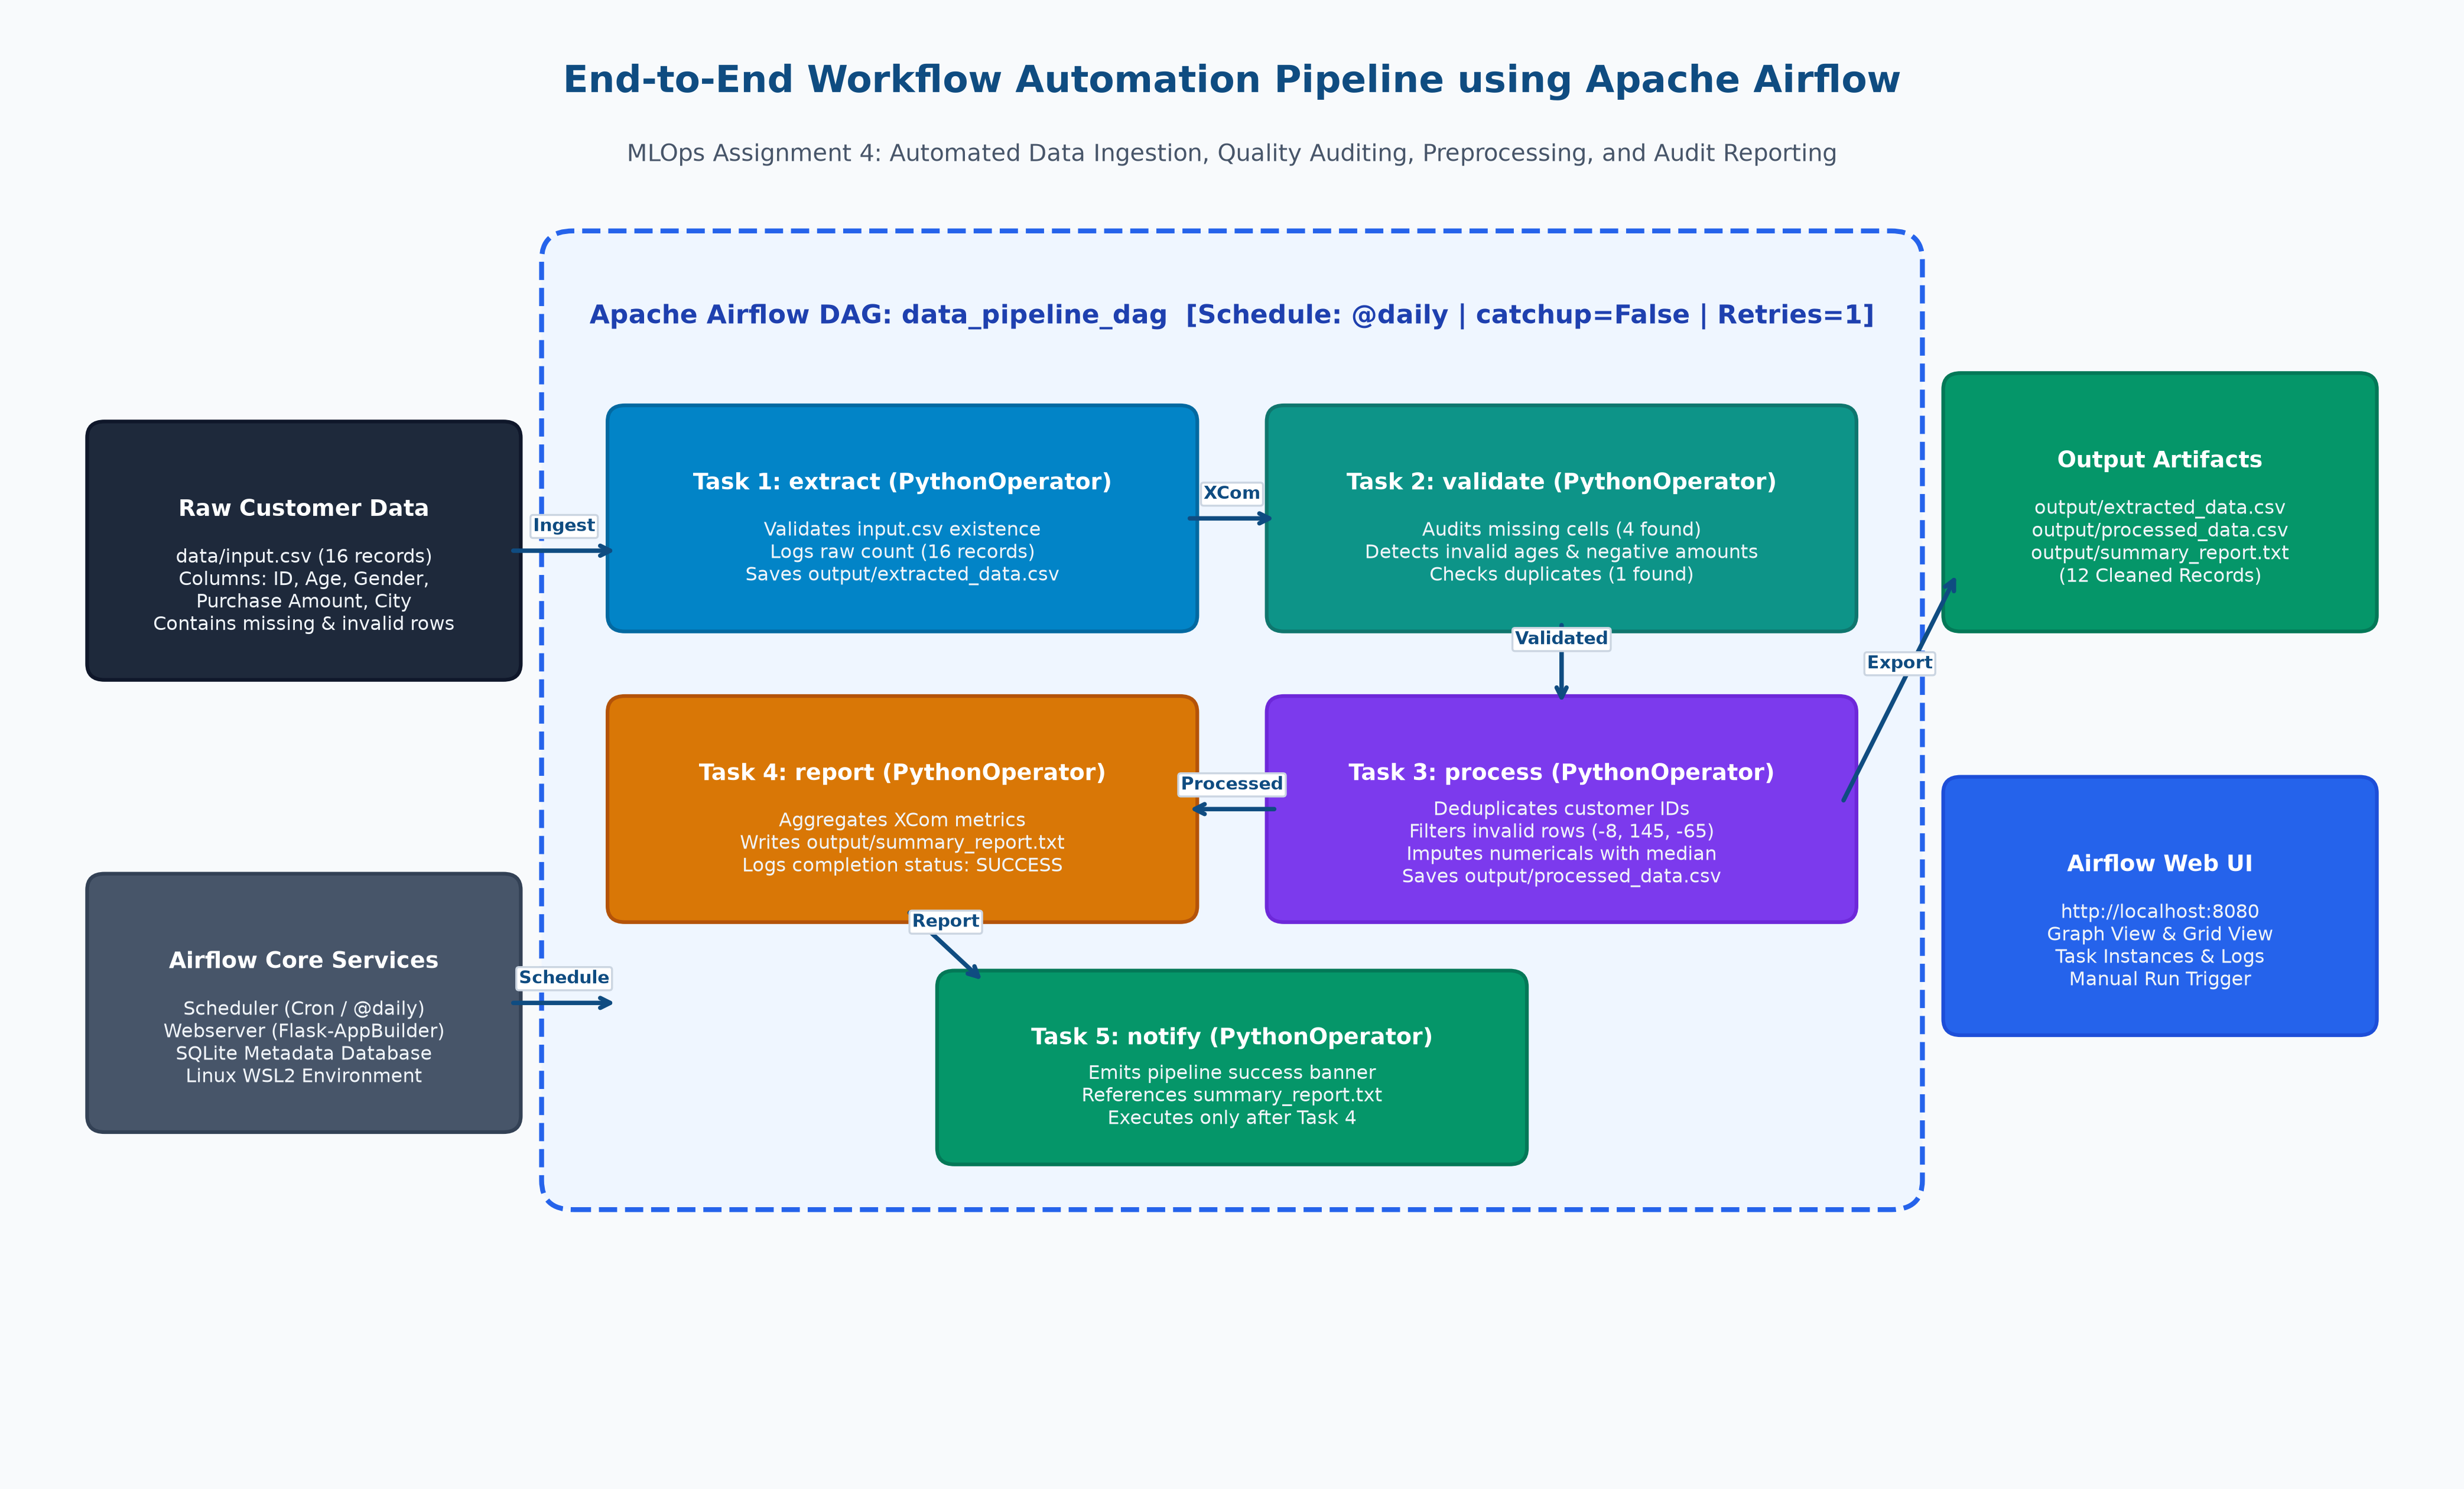 End-to-End Workflow Automation Pipeline using Apache Airflow
MLOps Assignment 4: Automated Data Ingestion, Quality Auditing, Preprocessing, and Audit Reporting
Apache Airflow DAG: data_pipeline_dag  [Schedule: @daily | catchup=False | Retries=1]
Raw Customer Data
data/input.csv (16 records)
Columns: ID, Age, Gender,
Purchase Amount, City
Contains missing & invalid rows
Ingest
Task 1: extract (PythonOperator)
Validates input.csv existence
Logs raw count (16 records)
Saves output/extracted_data.csv
XCom
Task 2: validate (PythonOperator)
Audits missing cells (4 found)
Detects invalid ages & negative amounts
Checks duplicates (1 found)
Validated
Output Artifacts
output/extracted_data.csv
output/processed_data.csv
output/summary_report.txt
(12 Cleaned Records)
Export
Task 4: report (PythonOperator)
Aggregates XCom metrics
Writes output/summary_report.txt
Logs completion status: SUCCESS
Processed
Task 3: process (PythonOperator)
Deduplicates customer IDs
Filters invalid rows (-8, 145, -65)
Imputes numericals with median
Saves output/processed_data.csv
Report
Airflow Core Services
Scheduler (Cron / @daily)
Webserver (Flask-AppBuilder)
SQLite Metadata Database
Linux WSL2 Environment
Schedule
Task 5: notify (PythonOperator)
Emits pipeline success banner
References summary_report.txt
Executes only after Task 4
Airflow Web UI
http://localhost:8080
Graph View & Grid View
Task Instances & Logs
Manual Run Trigger